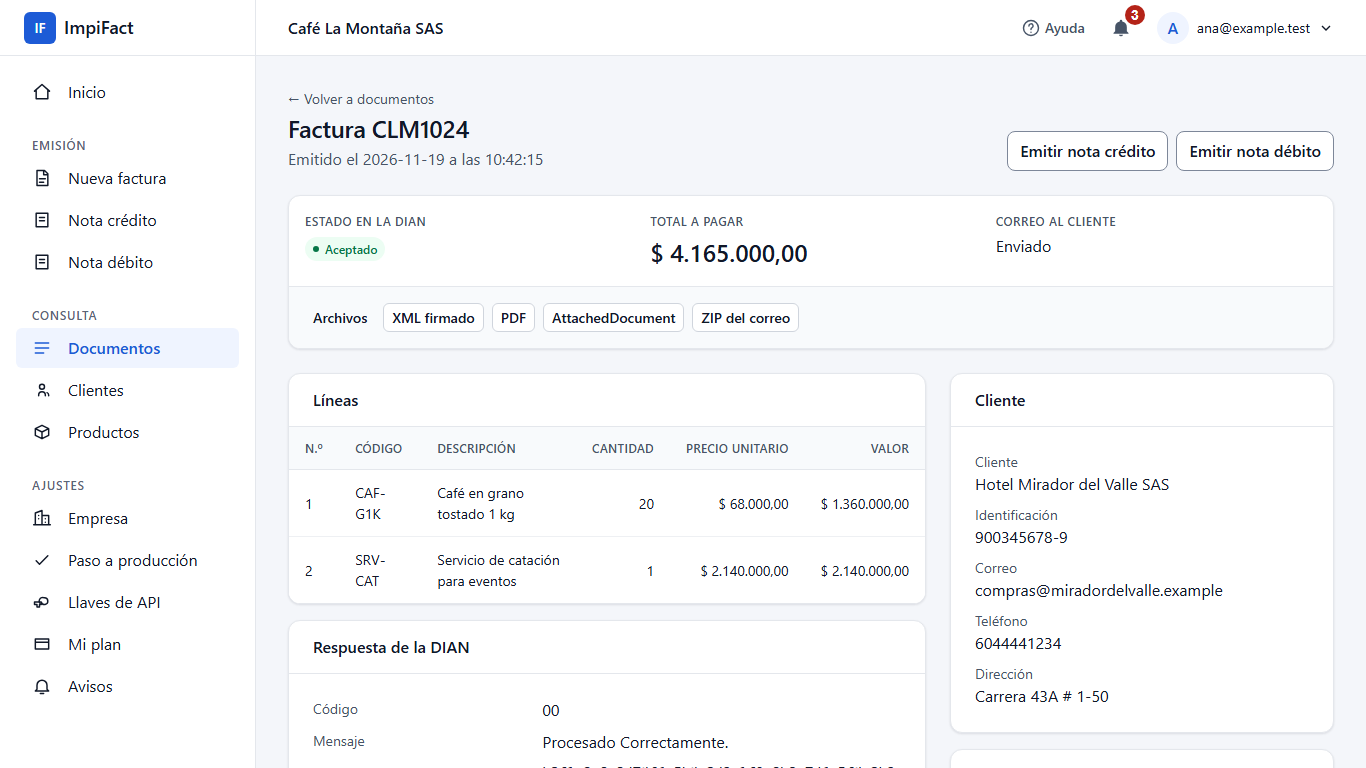 IF ImpiFact
Café La Montaña SAS
Ayuda
3
A
ana@example.test
Inicio
EMISIÓN
Nueva factura
Nota crédito
Nota débito
CONSULTA
Documentos
Clientes
Productos
AJUSTES
Empresa
Paso a producción
Llaves de API
Mi plan
Avisos
← Volver a documentos
Factura CLM1024
Emitido el 2026-11-19 a las 10:42:15
Emitir nota crédito
Emitir nota débito
ESTADO EN LA DIAN
Aceptado
TOTAL A PAGAR
$ 4.165.000,00
CORREO AL CLIENTE
Enviado
Archivos
XML firmado
PDF
AttachedDocument
ZIP del correo
Líneas
N.º CÓDIGO DESCRIPCIÓN CANTIDAD PRECIO UNITARIO VALOR
1 CAF- Café en grano 20 $ 68.000,00 $ 1.360.000,00
G1K tostado 1 kg
2 SRV- Servicio de catación 1 $ 2.140.000,00 $ 2.140.000,00
CAT para eventos
Respuesta de la DIAN
Código 00
Mensaje Procesado Correctamente.
Cliente
Cliente
Hotel Mirador del Valle SAS
Identificación
900345678-9
Correo
compras@miradordelvalle.example
Teléfono
6044441234
Dirección
Carrera 43A # 1-50